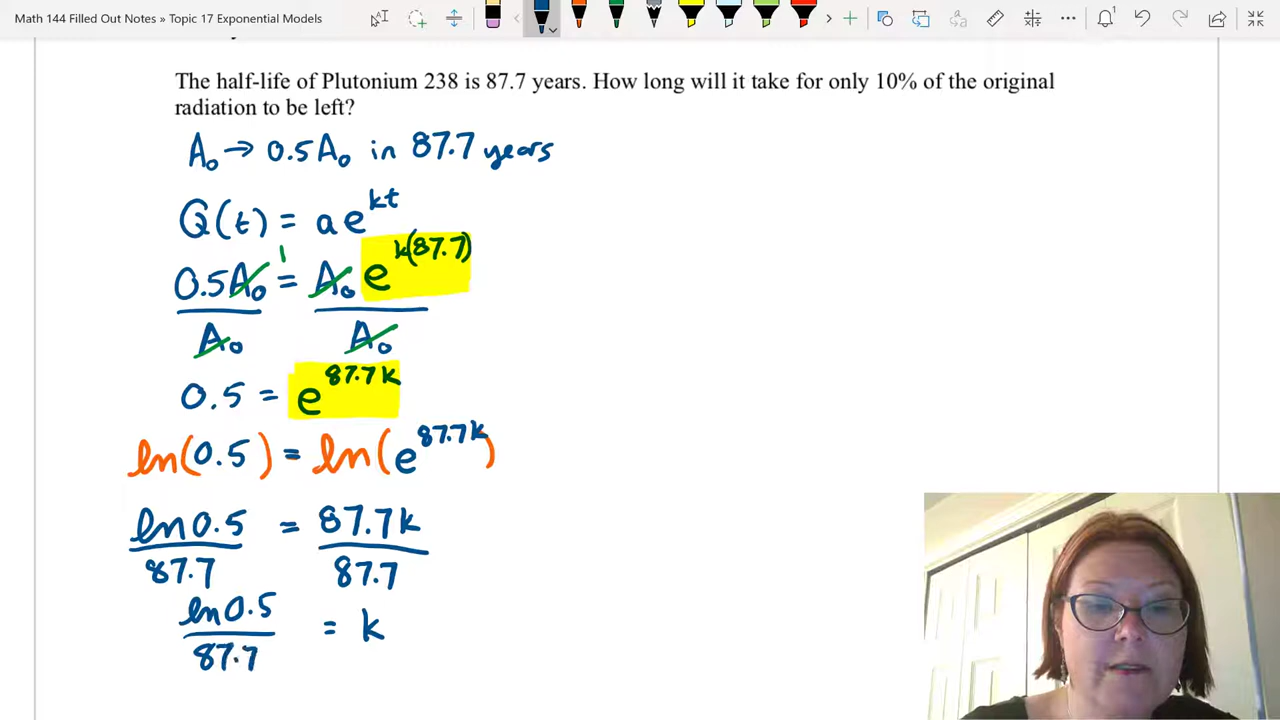 Math 144 Filled Out Notes » Topic 17 Exponential Models
The half-life of Plutonium 238 is 87.7 years. How long will it take for only 10% of the original
radiation to be left?
A₀ → 0.5A₀ in 87.7 years
Q(t) = ae^{kt}
1
0.5A₀ = A₀ e^{k(87.7)}
A₀ A₀
0.5 = e^{87.7k}
ln(0.5) = ln(e^{87.7k})
ln0.5 = 87.7k
87.7 87.7
ln0.5 = k
87.7